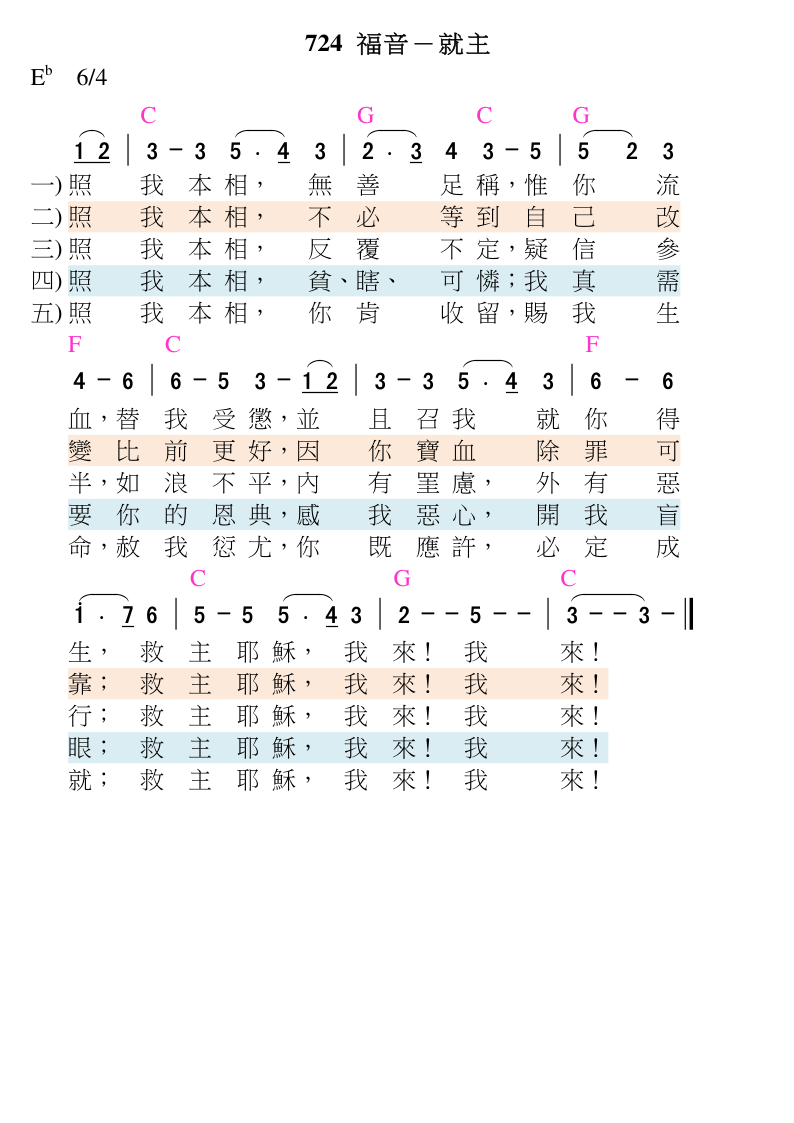 724 福音－就主
E♭ 6/4
C G C G
1 2 | 3 － 3 5 · 4 3 | 2 · 3 4 3 － 5 | 5 2 3
一) 照 我 本 相， 無 善 足 稱，惟 你 流
二) 照 我 本 相， 不 必 等 到 自 己 改
三) 照 我 本 相， 反 覆 不 定，疑 信 參
四) 照 我 本 相， 貧、瞎、 可 憐；我 真 需
五) 照 我 本 相， 你 肯 收 留，賜 我 生
F C F
4 － 6 | 6 － 5 3 － 1 2 | 3 － 3 5 · 4 3 | 6 － 6
血，替 我 受 懲，並 且 召 我 就 你 得
變 比 前 更 好，因 你 寶 血 除 罪 可
半，如 浪 不 平，內 有 罣 慮， 外 有 惡
要 你 的 恩 典，感 我 惡 心， 開 我 盲
命，赦 我 愆 尤，你 既 應 許， 必 定 成
C G C
1̇ · 7 6 | 5 － 5 5 · 4 3 | 2 － － 5 － － | 3 － － 3 － ‖
生， 救 主 耶 穌， 我 來！ 我 來！
靠； 救 主 耶 穌， 我 來！ 我 來！
行； 救 主 耶 穌， 我 來！ 我 來！
眼； 救 主 耶 穌， 我 來！ 我 來！
就； 救 主 耶 穌， 我 來！ 我 來！